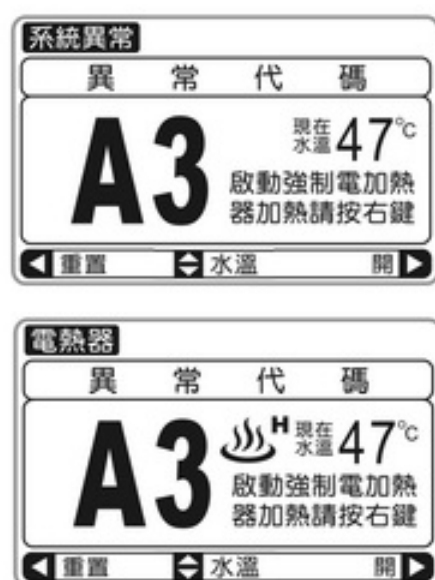 系統異常
異常代碼
A3 現在水溫 47°C
啟動強制電加熱
器加熱請按右鍵
重置 水溫 開
電熱器
異常代碼
A3 H 現在水溫 47°C
啟動強制電加熱
器加熱請按右鍵
重置 水溫 開